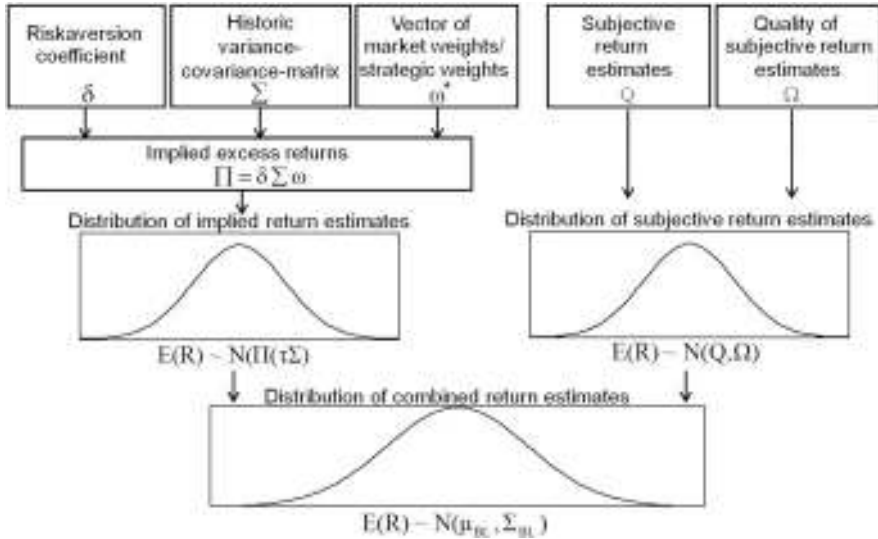 Riskaversion
coefficient
δ
Historic
variance-
covariance-matrix
Σ
Vector of
market weights/
strategic weights
ω*
Subjective
return
estimates
Q
Quality of
subjective return
estimates
Ω
Implied excess returns
Π = δ Σ ω
Distribution of implied return estimates
Distribution of subjective return estimates
E(R) ~ N(Π(τΣ)
E(R) ~ N(Q,Ω)
Distribution of combined return estimates
E(R) ~ N(μ_BL, Σ_BL)